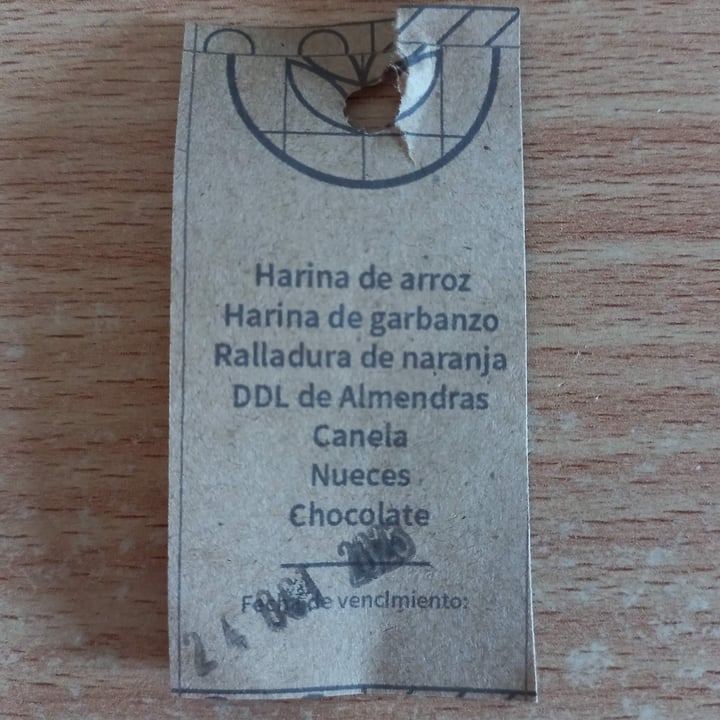 Harina de arroz
Harina de garbanzo
Ralladura de naranja
DDL de Almendras
Canela
Nueces
Chocolate
24 OCT 2023
Fecha de vencimiento: